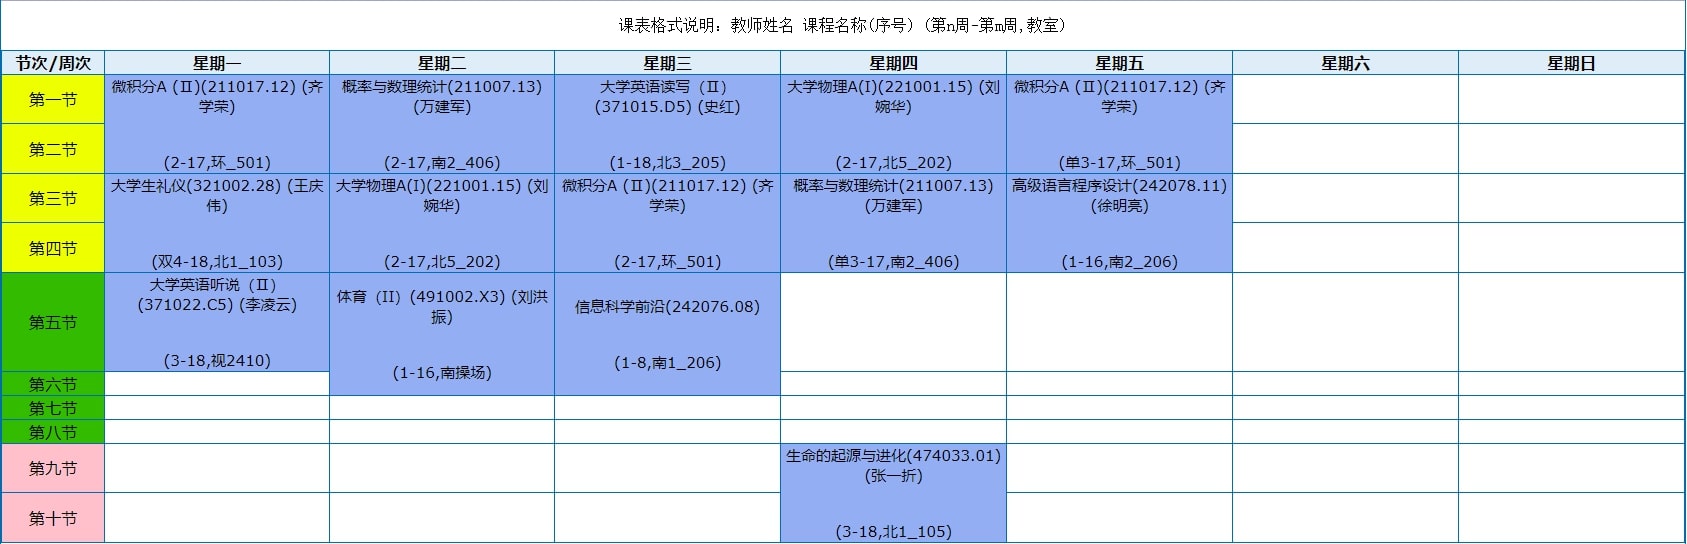 课表格式说明：教师姓名 课程名称(序号) (第n周-第m周,教室)
节次/周次 星期一 星期二 星期三 星期四 星期五 星期六 星期日
第一节
微积分A (Ⅱ)(211017.12) (齐
学荣)
(2-17,环_501)
概率与数理统计(211007.13)
(万建军)
(2-17,南2_406)
大学英语读写（Ⅱ）
(371015.D5) (史红)
(1-18,北3_205)
大学物理A(I)(221001.15) (刘
婉华)
(2-17,北5_202)
微积分A (Ⅱ)(211017.12) (齐
学荣)
(单3-17,环_501)
第二节
第三节
大学生礼仪(321002.28) (王庆
伟)
(双4-18,北1_103)
大学物理A(I)(221001.15) (刘
婉华)
(2-17,北5_202)
微积分A (Ⅱ)(211017.12) (齐
学荣)
(2-17,环_501)
概率与数理统计(211007.13)
(万建军)
(单3-17,南2_406)
高级语言程序设计(242078.11)
(徐明亮)
(1-16,南2_206)
第四节
第五节
大学英语听说（Ⅱ）
(371022.C5) (李凌云)
(3-18,视2410)
体育（II）(491002.X3) (刘洪
振)
(1-16,南操场)
信息科学前沿(242076.08)
(1-8,南1_206)
第六节
第七节
第八节
第九节
生命的起源与进化(474033.01)
(张一折)
(3-18,北1_105)
第十节